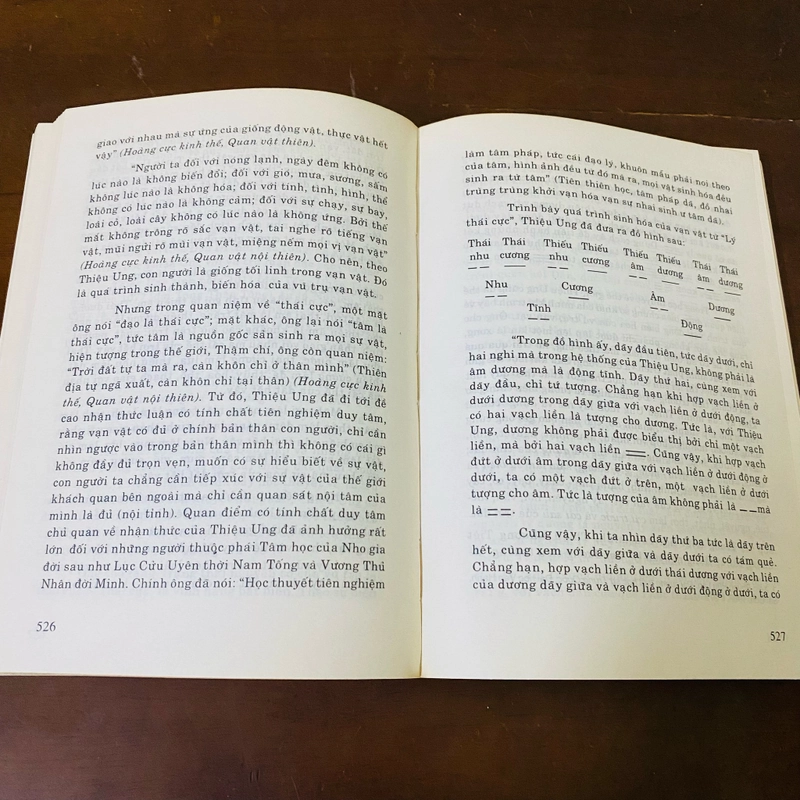 giao với nhau mà sự ứng của giống động vật, thực vật hết
vậy" (Hoàng cực kinh thế, Quan vật thiên).
"Người ta đối với nóng lạnh, ngày đêm không có
lúc nào là không biến đổi; đối với gió, mưa, sương, sấm
không lúc nào là không hóa; đối với tính, tình, hình, thể
không có lúc nào là không cảm; đối với sự chạy, sự bay,
loài cỏ, loài cây không có lúc nào là không ứng. Bởi thế
mắt không trông rõ sắc vạn vật, tai nghe rõ tiếng vạn
vật, mũi ngửi rõ mùi vạn vật, miệng nếm mọi vị vạn vật"
(Hoàng cực kinh thế, Quan vật nội thiên). Cho nên, theo
Thiệu Ung, con người là giống tối linh trong vạn vật. Đó
là quá trình sinh thành, biến hóa của vũ trụ vạn vật.
Nhưng trong quan niệm về "thái cực", một mặt
ông nói "đạo là thái cực"; mặt khác, ông lại nói "tâm là
thái cực", tức tâm là nguồn gốc sản sinh ra mọi sự vật,
hiện tượng trong thế giới, Thậm chí, ông còn quan niệm:
"Trời đất tự ta mà ra, càn khôn chỉ ở thân mình" (Thiên
địa tự ngã xuất, càn khôn chỉ tại thân) (Hoàng cực kinh
thế, Quan vật nội thiên). Từ đó, Thiệu Ung đã đi tới đề
cao nhận thức luận có tính chất tiên nghiệm duy tâm,
rằng vạn vật có đủ ở chính bản thân con người, chỉ cần
nhìn ngược vào trong bản thân mình thì không có cái gì
không đầy đủ trọn vẹn, muốn có sự hiểu biết về sự vật,
con người ta chẳng cần tiếp xúc với sự vật của thế giới
khách quan bên ngoài mà chỉ cần quan sát nội tâm của
mình là đủ (nội tỉnh). Quan điểm có tính chất duy tâm
chủ quan về nhận thức của Thiệu Ung đã ảnh hưởng rất
lớn đối với những người thuộc phái Tâm học của Nho gia
đời sau như Lục Cửu Uyên thời Nam Tống và Vương Thủ
Nhân đời Minh. Chính ông đã nói: "Học thuyết tiên nghiệm
526
làm tâm pháp, tức cái đạo lý, khuôn mẫu phải noi theo
của tâm, hình ảnh đều từ đó mà ra, mọi vật sinh hóa đều
sinh ra từ tâm" (Tiên thiên học, tâm pháp dã, đồ nhai
trùng trúng khởi vạn hóa vạn sự nhai sinh ư tâm dã).
Trình bày quá trình sinh hóa của vạn vật từ "Lý
thái cực", Thiệu Ung đã đưa ra đồ hình sau:
Thái Thái Thiếu Thiếu Thiếu Thiếu Thái Thái
nhu cương nhu cương âm dương âm dương
Nhu Cương Âm Dương
Tĩnh Động
"Trong đồ hình ấy, dãy đầu tiên, tức dãy dưới, chỉ
hai nghi mà trong hệ thống của Thiệu Ung, không phải là
âm dương mà là động tĩnh. Dãy thứ hai, cùng xem với
dãy đầu, chỉ tứ tượng. Chẳng hạn khi hợp vạch liền ở
dưới dương trong dãy giữa với vạch liền ở dưới động, ta
có hai vạch liền là tượng cho dương. Tức là, với Thiệu
Ung, dương không phải được biểu thị bởi chỉ một vạch
liền, mà bởi hai vạch liền ⚌. Cũng vậy, khi hợp vạch
đứt ở dưới âm trong dãy giữa với vạch liền ở dưới động ở
dưới, ta có một vạch đứt ở trên, một vạch liền ở dưới
tượng cho âm. Tức là tượng của âm không phải là _ _mà
là ==.
Cũng vậy, khi ta nhìn dãy thứ ba tức là dãy trên
hết, cùng xem với dãy giữa và dãy dưới ta có tám quẻ.
Chẳng hạn, hợp vạch liền ở dưới thái dương với vạch liền
của dương dãy giữa và vạch liền ở dưới động ở dưới, ta có
527